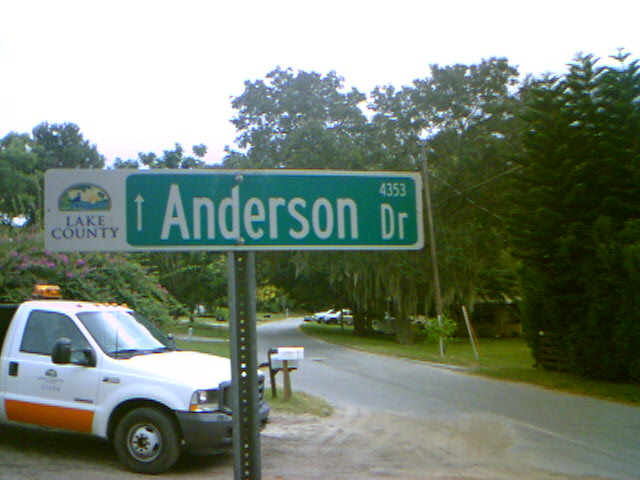 LAKE
COUNTY
↑ Anderson Dr
4353